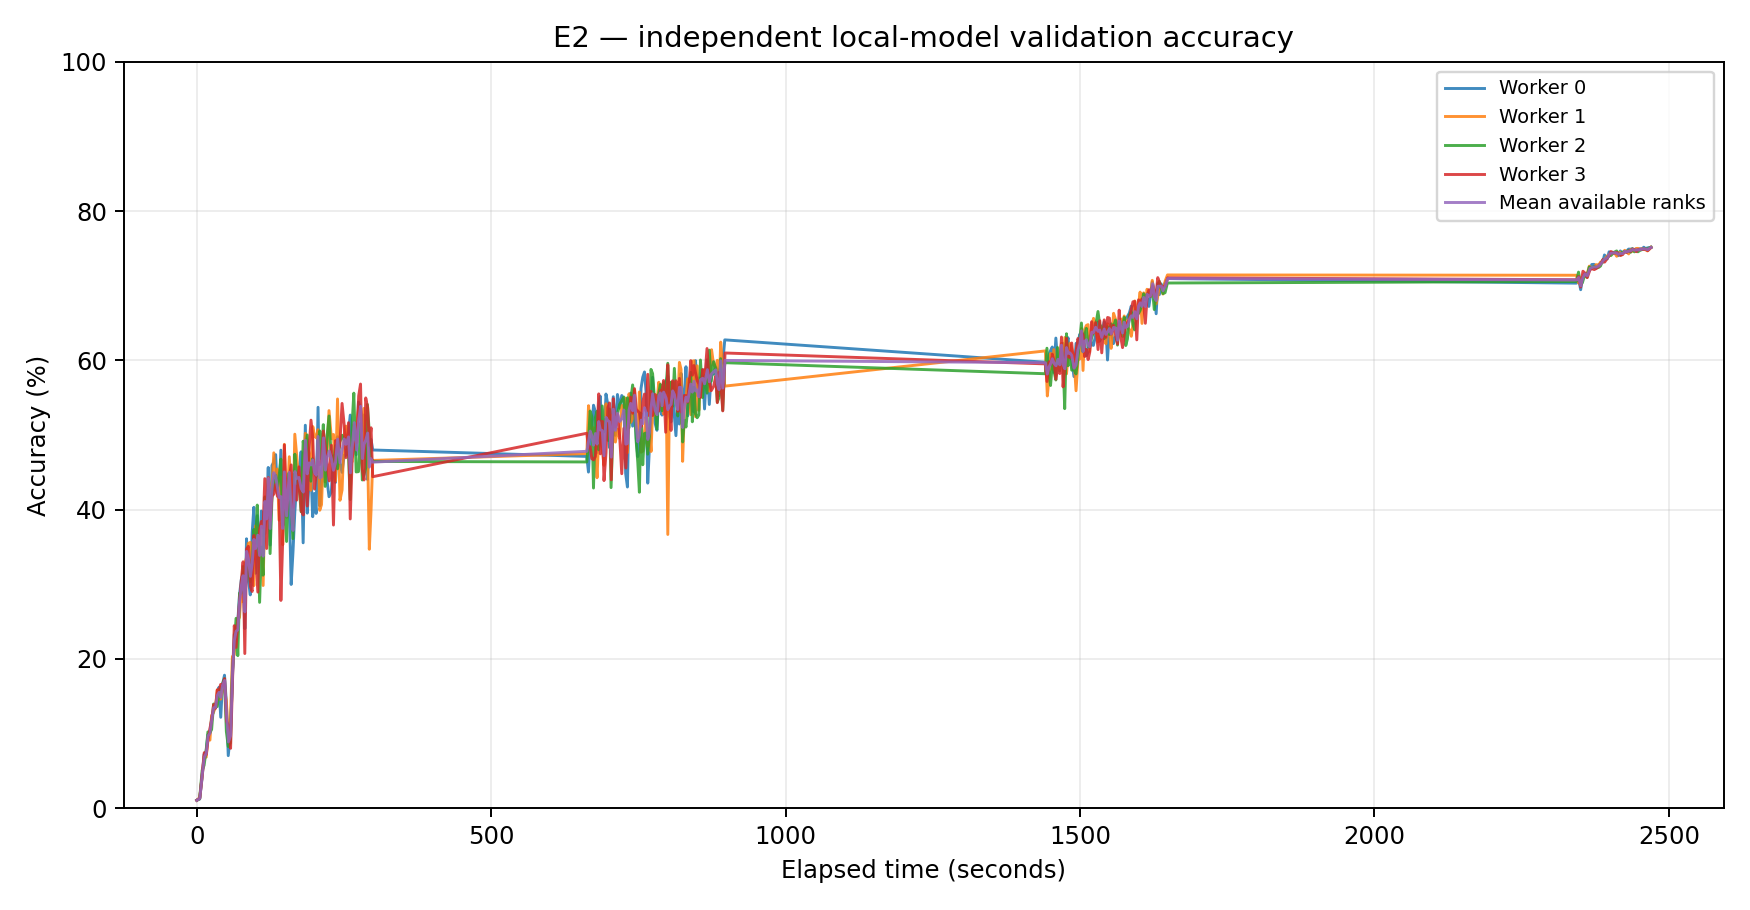 E2 — independent local-model validation accuracy
Accuracy (%)
100
80
60
40
20
0
Worker 0
Worker 1
Worker 2
Worker 3
Mean available ranks
0 500 1000 1500 2000 2500
Elapsed time (seconds)